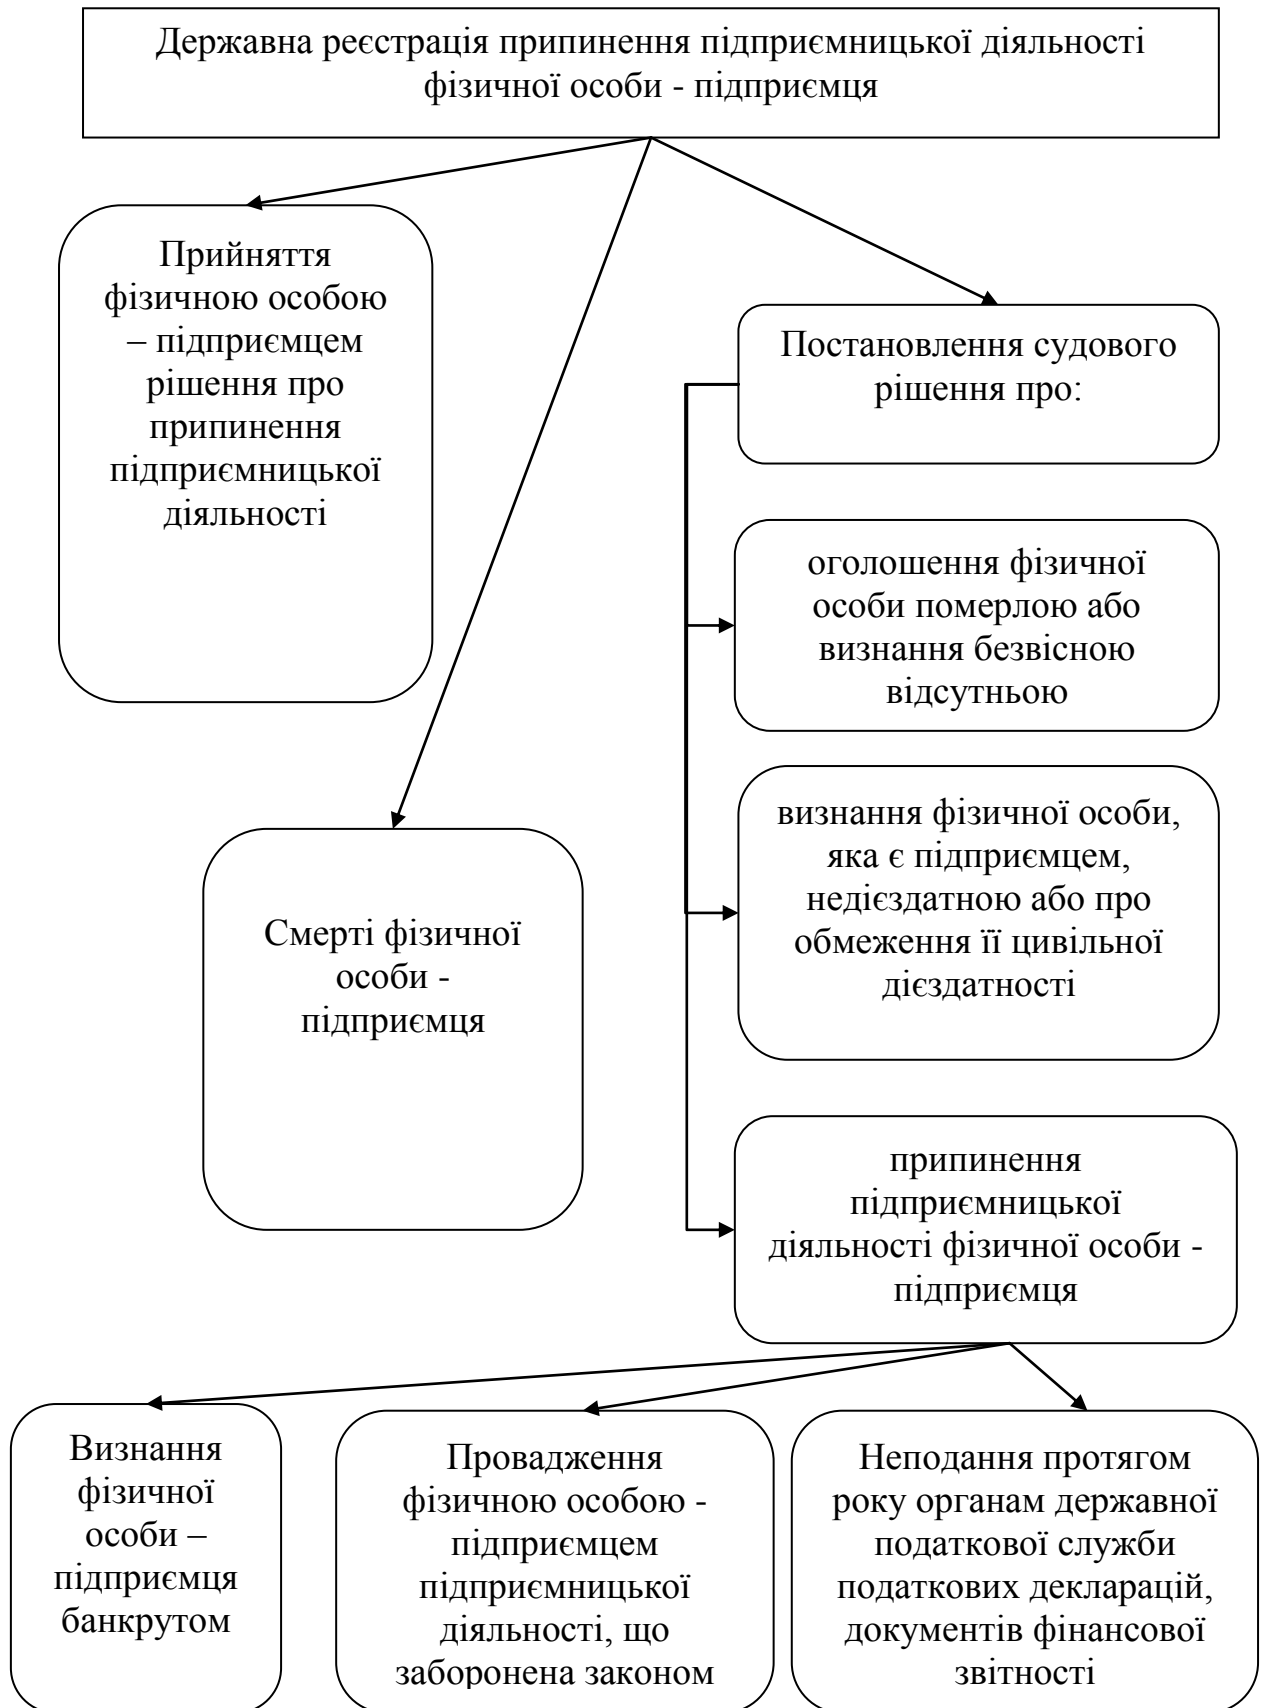 Державна реєстрація припинення підприємницької діяльності
фізичної особи - підприємця
Прийняття
фізичною особою
– підприємцем
рішення про
припинення
підприємницької
діяльності
Постановлення судового
рішення про:
оголошення фізичної
особи померлою або
визнання безвісною
відсутньою
визнання фізичної особи,
яка є підприємцем,
недієздатною або про
обмеження її цивільної
дієздатності
Смерті фізичної
особи -
підприємця
припинення
підприємницької
діяльності фізичної особи -
підприємця
Визнання
фізичної
особи –
підприємця
банкрутом
Провадження
фізичною особою -
підприємцем
підприємницької
діяльності, що
заборонена законом
Неподання протягом
року органам державної
податкової служби
податкових декларацій,
документів фінансової
звітності